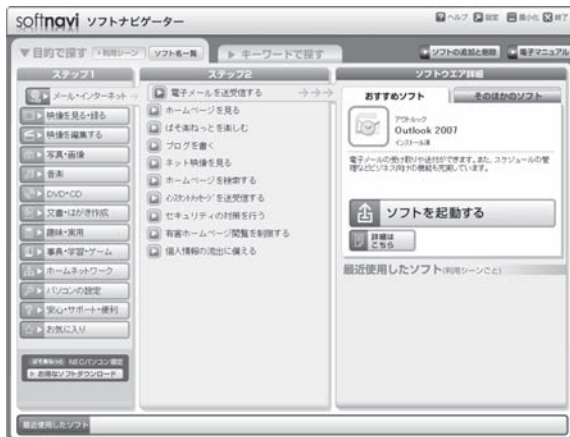 softnavi ソフトナビゲーター
ヘルプ 設定 最小化 終了
▼目的で探す ▸利用シーン ソフト名一覧 ▶ キーワードで探す
▸ソフトの追加と削除 ▸電子マニュアル
ステップ1
メール・インターネット
映像を見る・録る
映像を編集する
写真・画像
音楽
DVD・CD
文書・はがき作成
趣味・実用
事典・学習・ゲーム
ホームネットワーク
パソコンの設定
安心・サポート・便利
お気に入り
NECパソコン限定
▸お得なソフトダウンロード
ステップ2
電子メールを送受信する
ホームページを見る
ぱそ楽ねっとを楽しむ
ブログを書く
ネット映像を見る
ホームページを検索する
インスタントメッセージを送受信する
セキュリティの対策を行う
有害ホームページ閲覧を制限する
個人情報の流出に備える
ソフトウエア詳細
おすすめソフト そのほかのソフト
アウトルック
Outlook 2007
インストール済
電子メールの受け取りや送付ができます。また、スケジュールの管
理などビジネス向けの機能も充実しています。
ソフトを起動する
詳細は
こちら
最近使用したソフト(利用シーンごと)
最近使用したソフト